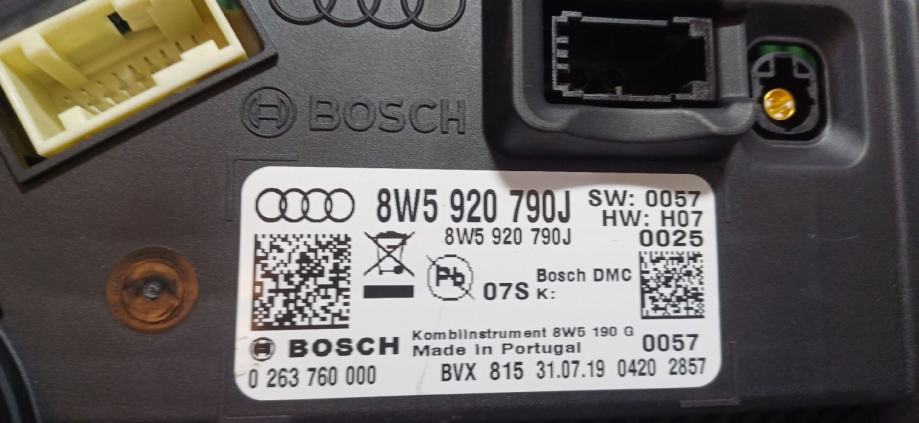 BOSCH
8W5 920 790J
SW: 0057
HW: H07
8W5 920 790J
0025
Pb
07S
Bosch DMC
K:
Kombiinstrument 8W5 190 G
0057
BOSCH
Made in Portugal
0 263 760 000
BVX 815 31.07.19 0420 2857